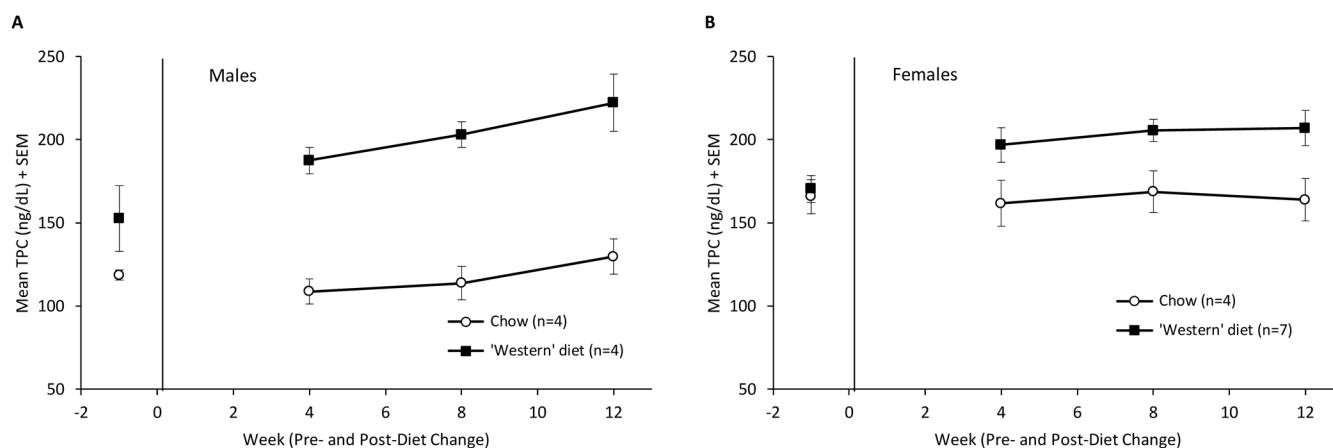 A
Males
Mean TPC (ng/dL) + SEM
250
200
150
100
50
-2 0 2 4 6 8 10 12
Week (Pre- and Post-Diet Change)
Chow (n=4)
'Western' diet (n=4)
B
Females
Mean TPC (ng/dL) + SEM
250
200
150
100
50
-2 0 2 4 6 8 10 12
Week (Pre- and Post-Diet Change)
Chow (n=4)
'Western' diet (n=7)